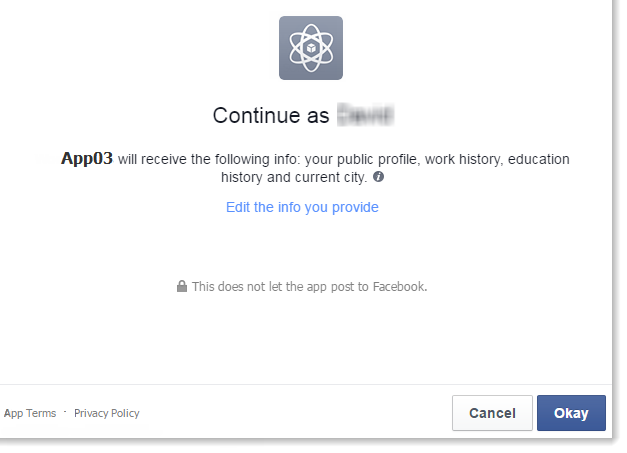 Continue as
App03 will receive the following info: your public profile, work history, education
history and current city.
Edit the info you provide
This does not let the app post to Facebook.
App Terms · Privacy Policy
Cancel Okay